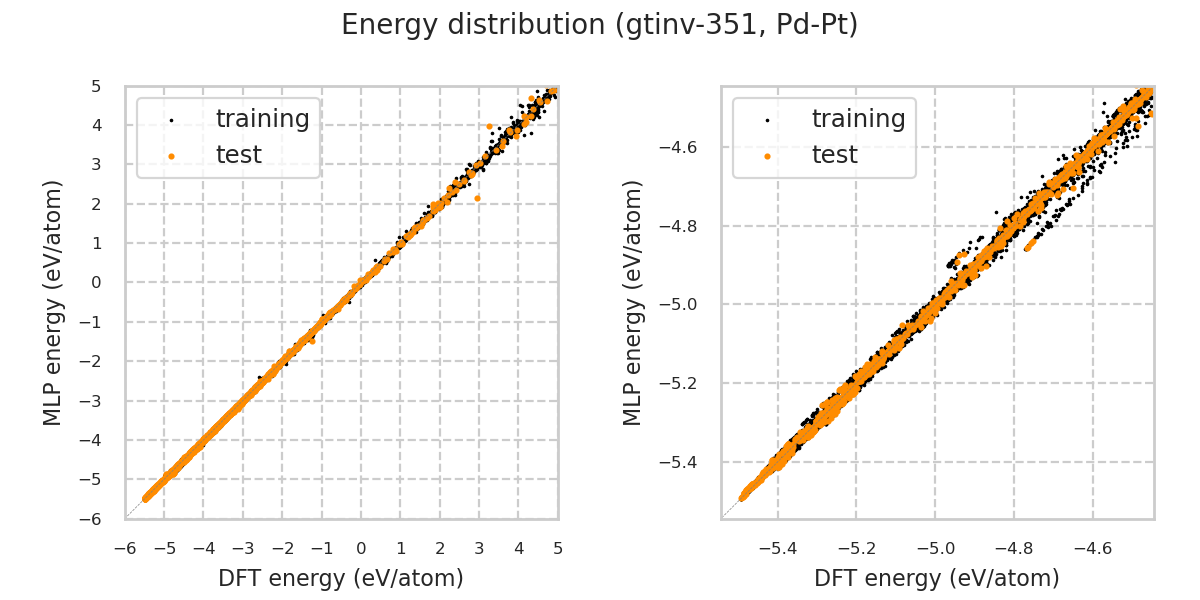 Energy distribution (gtinv-351, Pd-Pt)
MLP energy (eV/atom)
5
4
3
2
1
0
−1
−2
−3
−4
−5
−6
training
test
−6 −5 −4 −3 −2 −1 0 1 2 3 4 5
DFT energy (eV/atom)
MLP energy (eV/atom)
−4.6
−4.8
−5.0
−5.2
−5.4
training
test
−5.4 −5.2 −5.0 −4.8 −4.6
DFT energy (eV/atom)